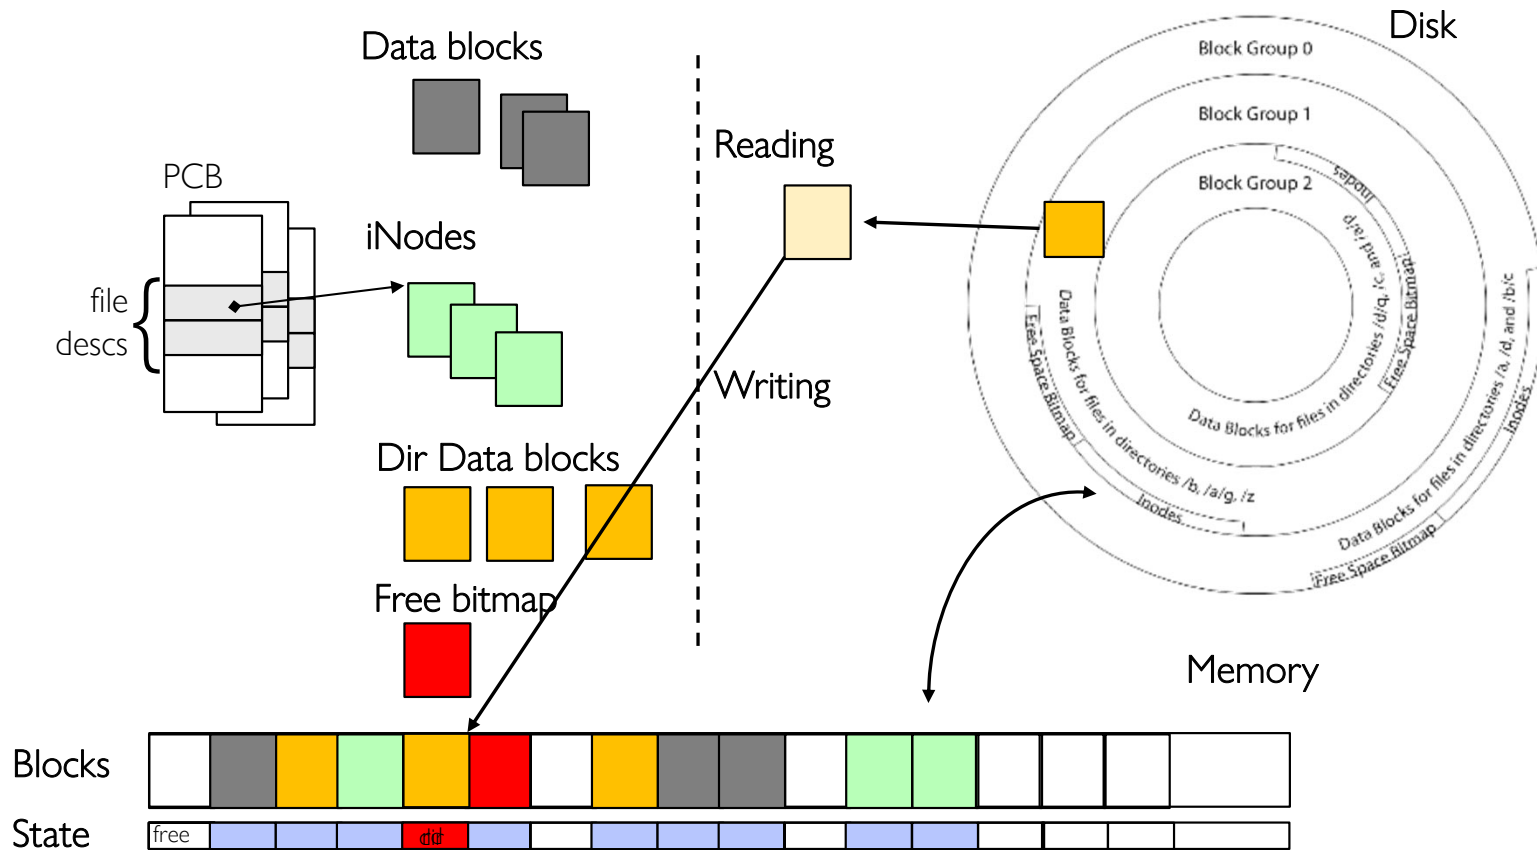 Data blocks
Disk
PCB
file
descs
iNodes
Dir Data blocks
Free bitmap
Reading
Writing
Block Group 0
Block Group 1
Block Group 2
Inodes
Data Blocks for files in directories /d/q, /c, and /a/p
Free Space Bitmap
Data Blocks for files in directories /b, /a/g, /z
Free Space Bitmap
Inodes
Data Blocks for files in directories /a, /d, and /b/c
Free Space Bitmap
Inodes
Memory
Blocks
State
free